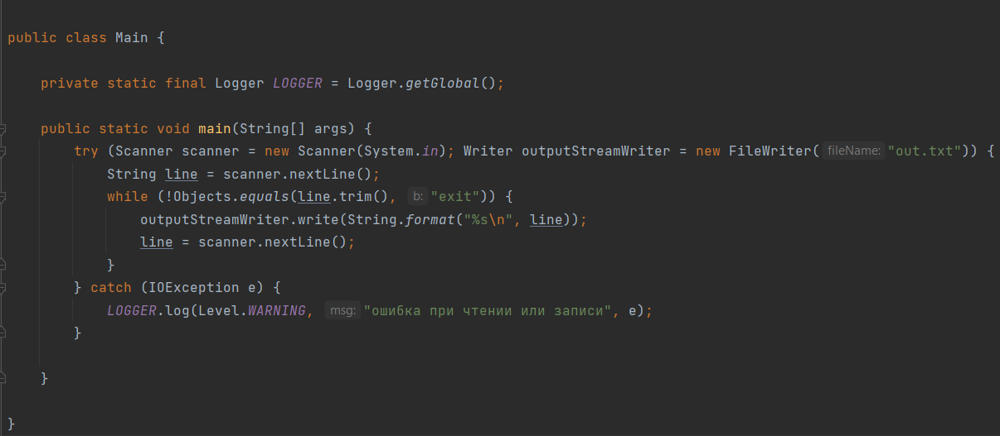 public class Main {
private static final Logger LOGGER = Logger.getGlobal();
public static void main(String[] args) {
try (Scanner scanner = new Scanner(System.in); Writer outputStreamWriter = new FileWriter( fileName: "out.txt")) {
String line = scanner.nextLine();
while (!Objects.equals(line.trim(), b: "exit")) {
outputStreamWriter.write(String.format("%s\n", line));
line = scanner.nextLine();
}
} catch (IOException e) {
LOGGER.log(Level.WARNING, msg: "ошибка при чтении или записи", e);
}
}
}